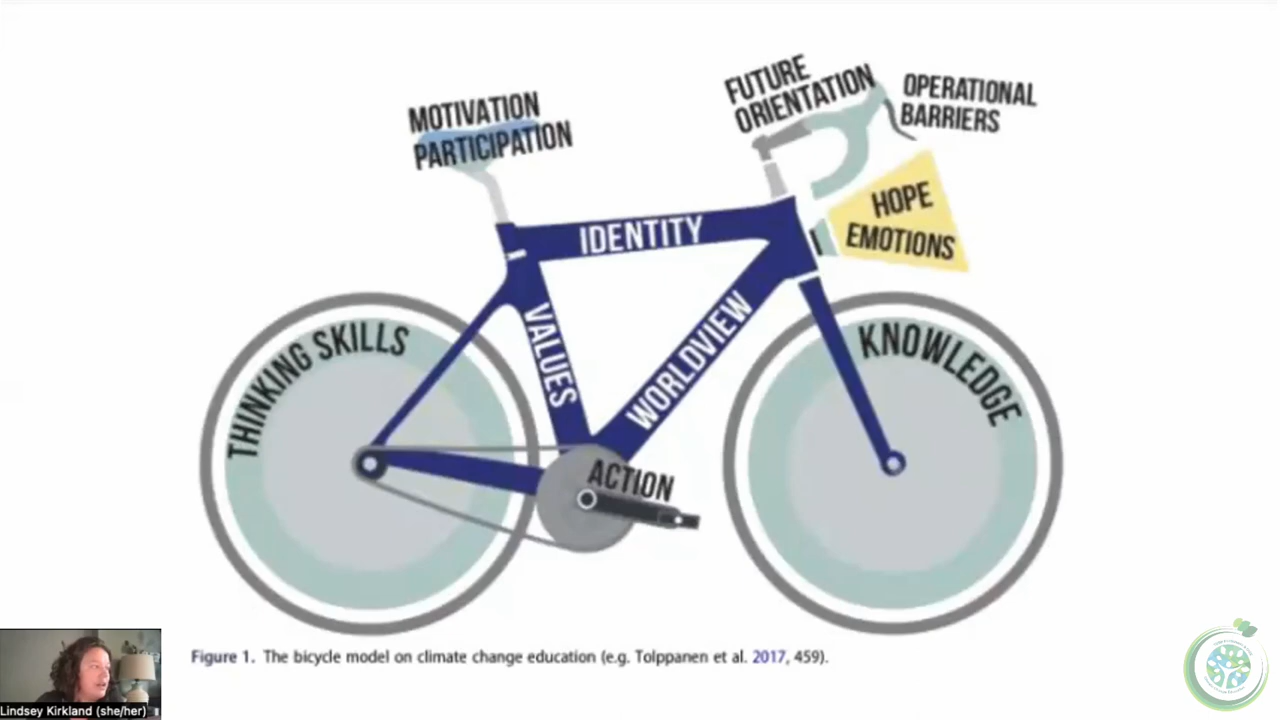 MOTIVATION
PARTICIPATION
FUTURE
ORIENTATION
OPERATIONAL
BARRIERS
HOPE
EMOTIONS
IDENTITY
VALUES
WORLDVIEW
THINKING SKILLS
KNOWLEDGE
ACTION
Figure 1. The bicycle model on climate change education (e.g. Tolppanen et al. 2017, 459).
Lindsey Kirkland (she/her)